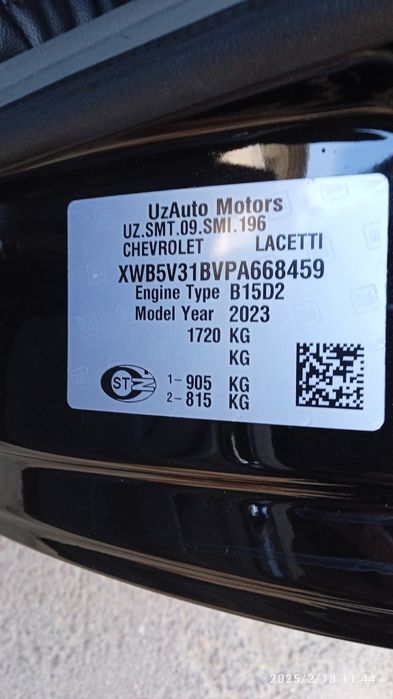 UzAuto Motors
UZ.SMT.09.SMI.196
CHEVROLET LACETTI
XWB5V31BVPA668459
Engine Type B15D2
Model Year 2023
1720 KG
KG
1- 905 KG
2- 815 KG
2025/2/18 11:44